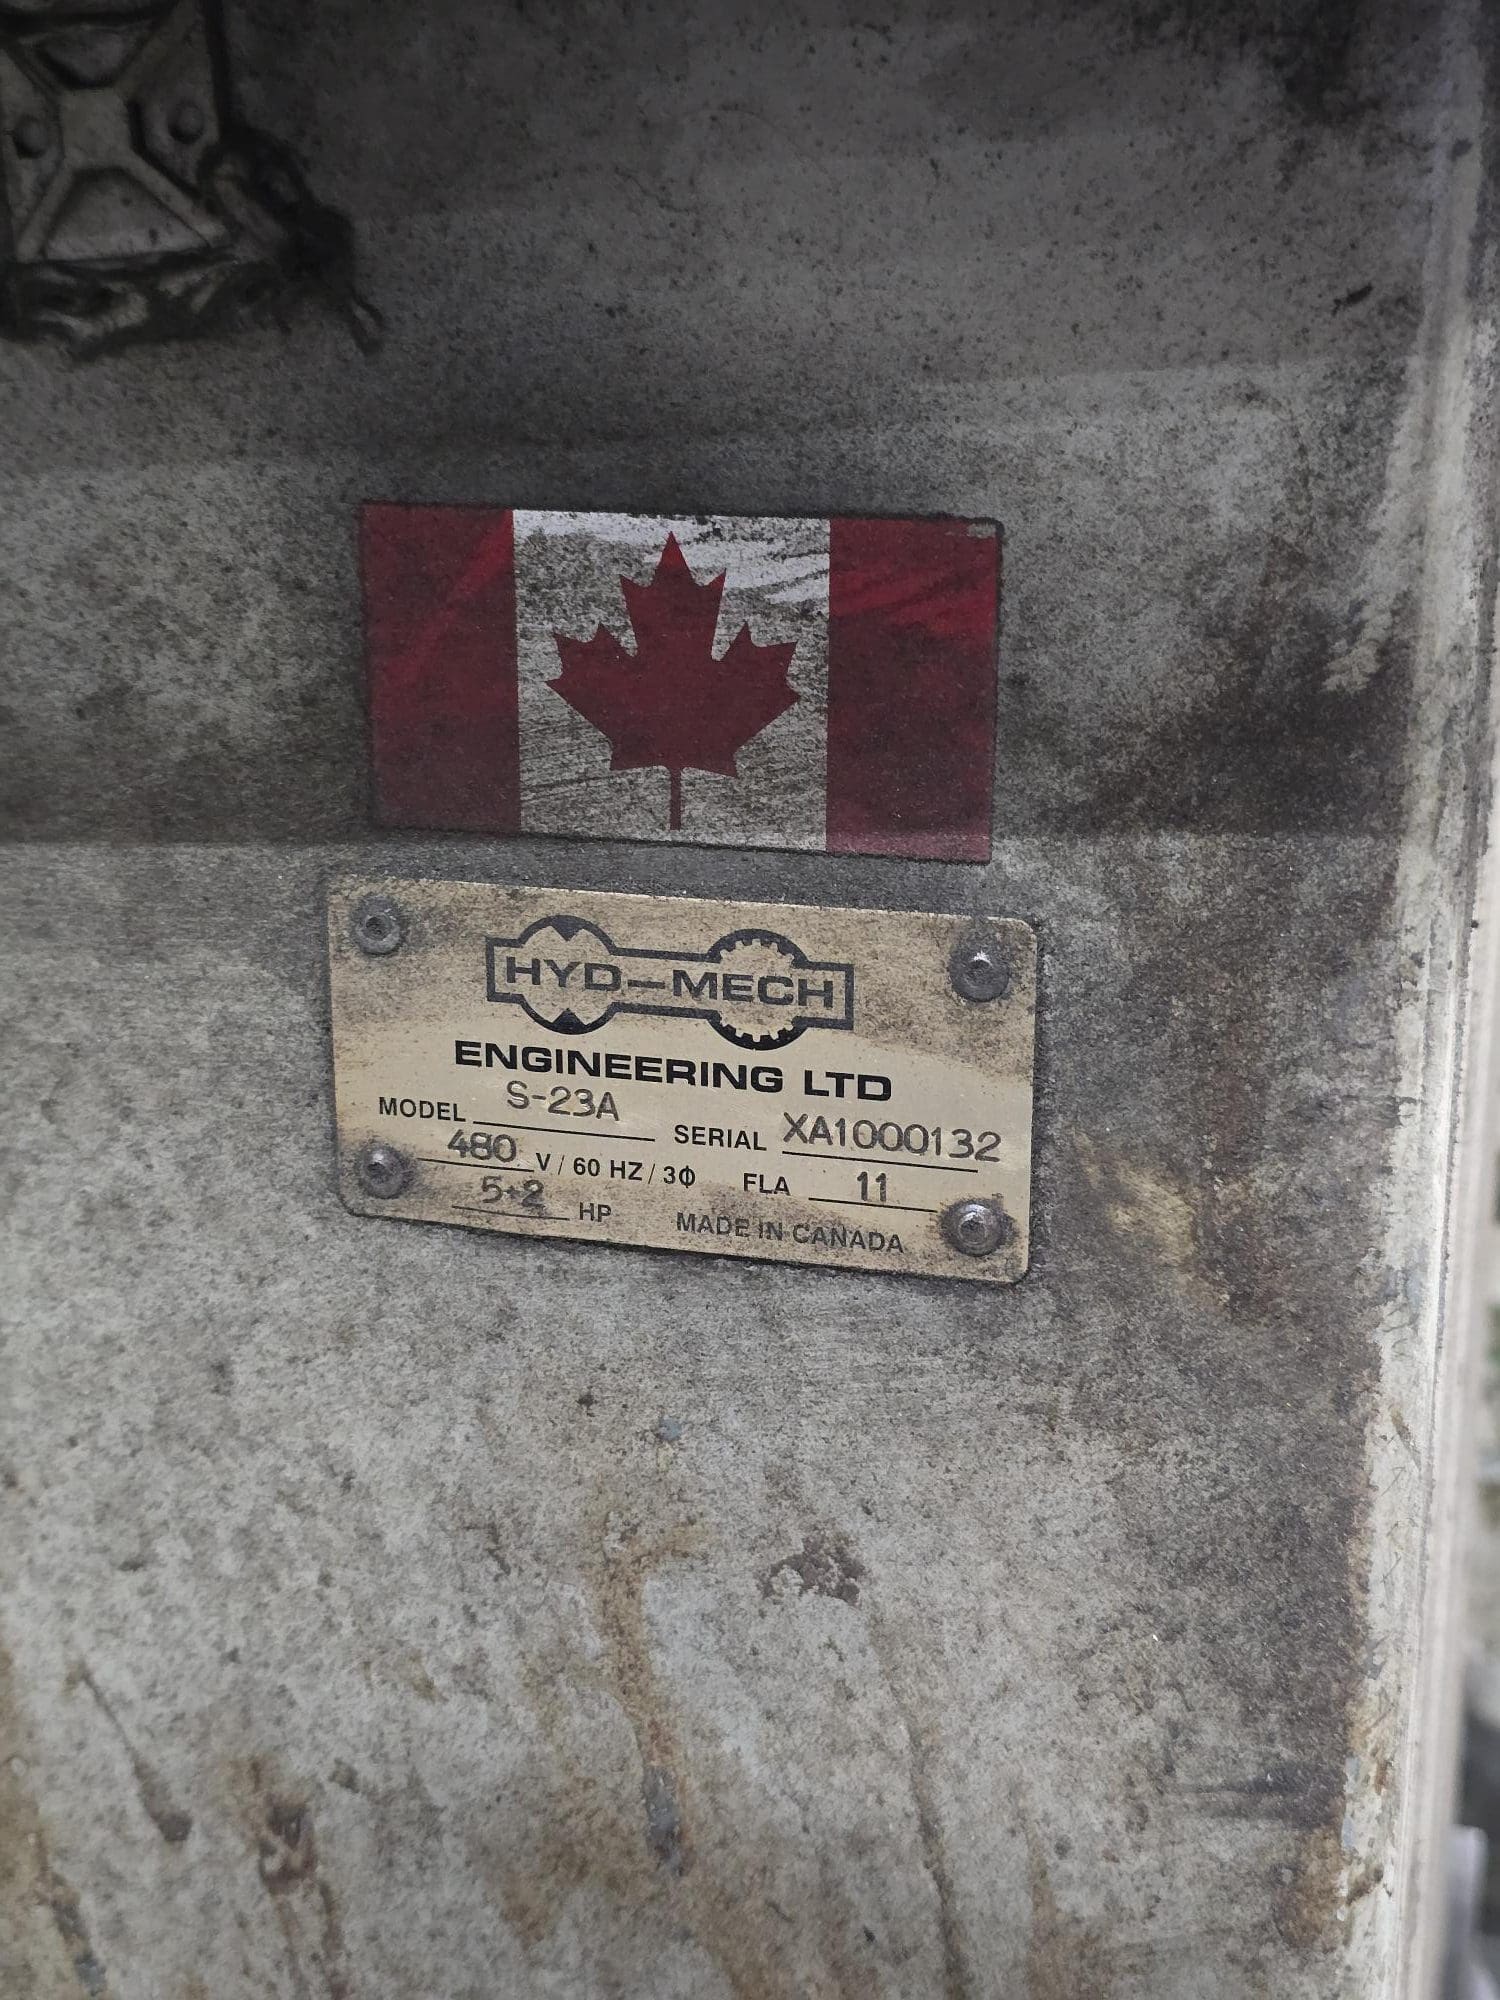 HYD-MECH
ENGINEERING LTD
MODEL S-23A SERIAL XA1000132
480 V / 60 HZ / 3Φ FLA 11
5+2 HP MADE IN CANADA